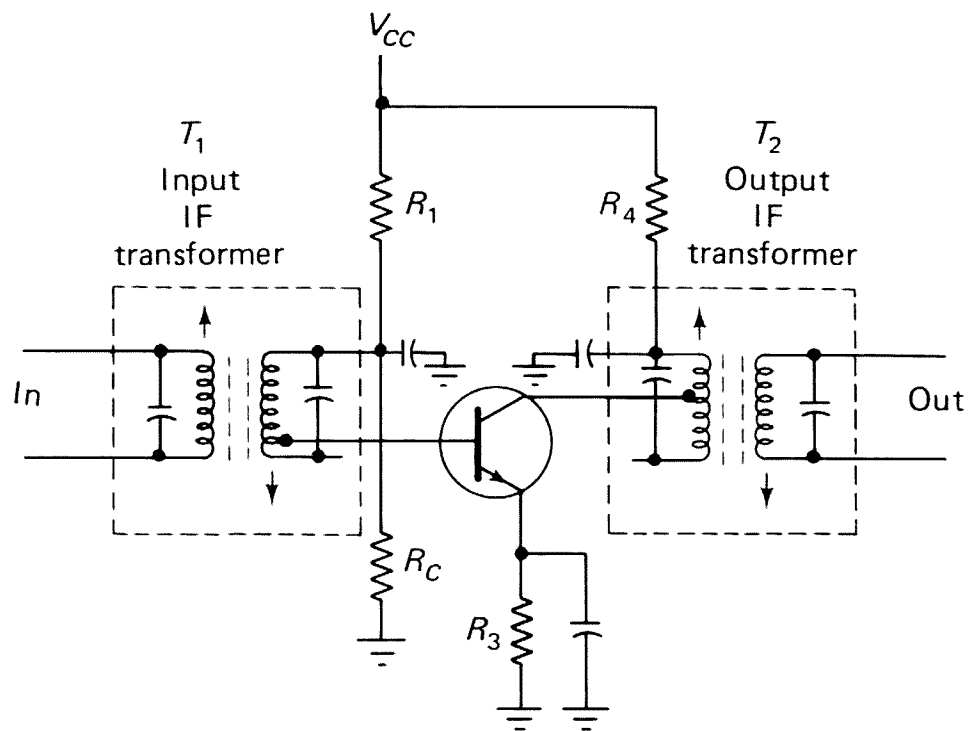 VCC
T1
Input
IF
transformer
R1
R4
T2
Output
IF
transformer
In
Out
RC
R3